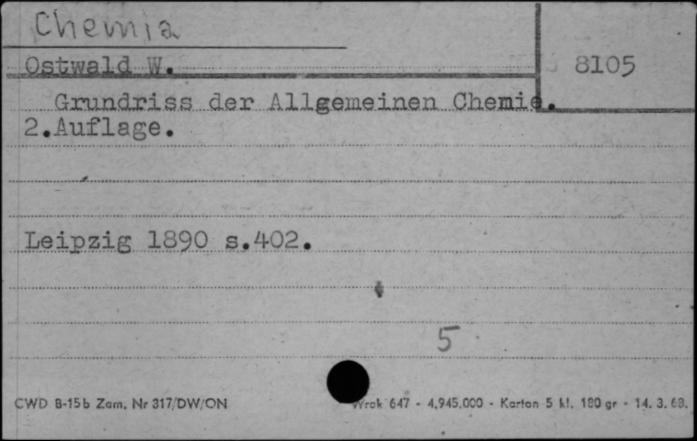 Chemia
Ostwald W.
8105
Grundriss der Allgemeinen Chemie.
2.Auflage.
Leipzig 1890 s.402.
5
CWD B-15b Zam. Nr 317/DW/ON
647 - 4,945.000 - Karton 5 kl. 180 gr - 14. 3. 68.